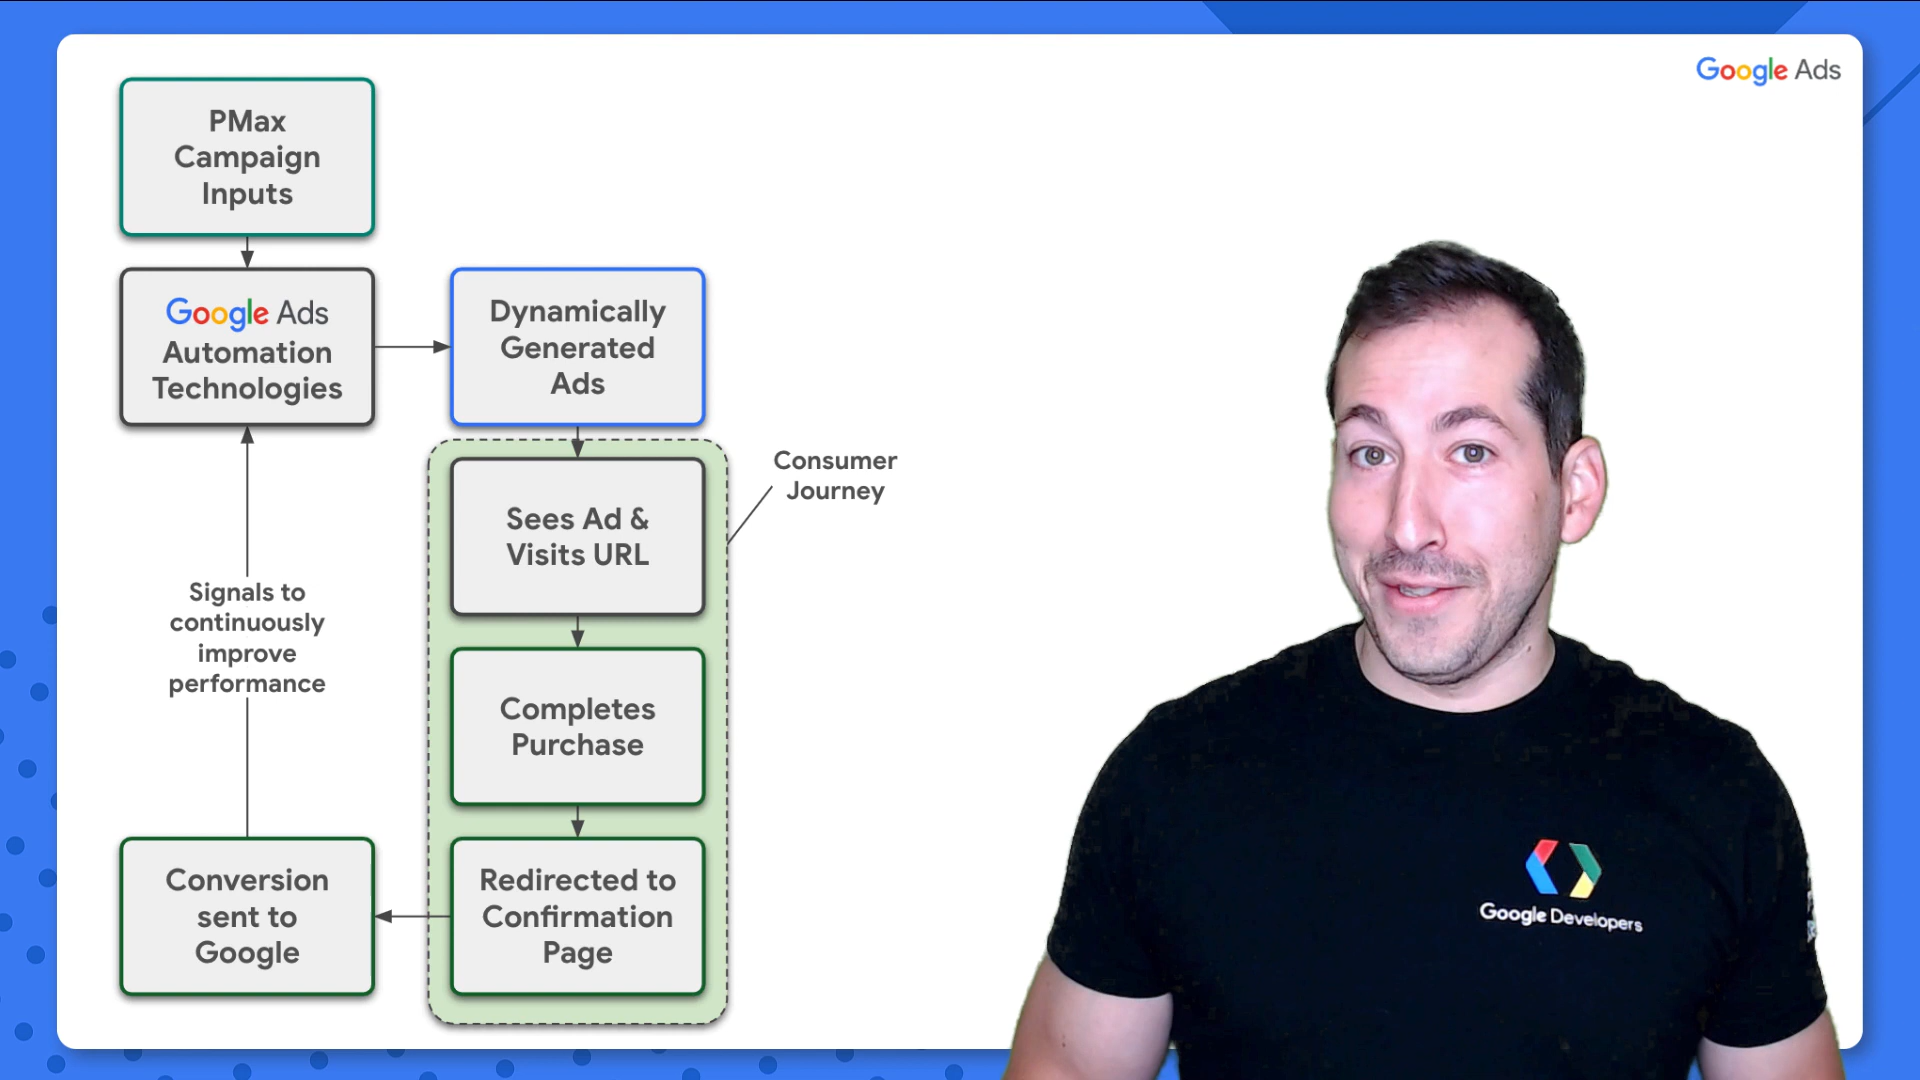 Google Ads
PMax
Campaign
Inputs
Google Ads
Automation
Technologies
Dynamically
Generated
Ads
Consumer
Journey
Sees Ad &
Visits URL
Signals to
continuously
improve
performance
Completes
Purchase
Conversion
sent to
Google
Redirected to
Confirmation
Page
Google Developers